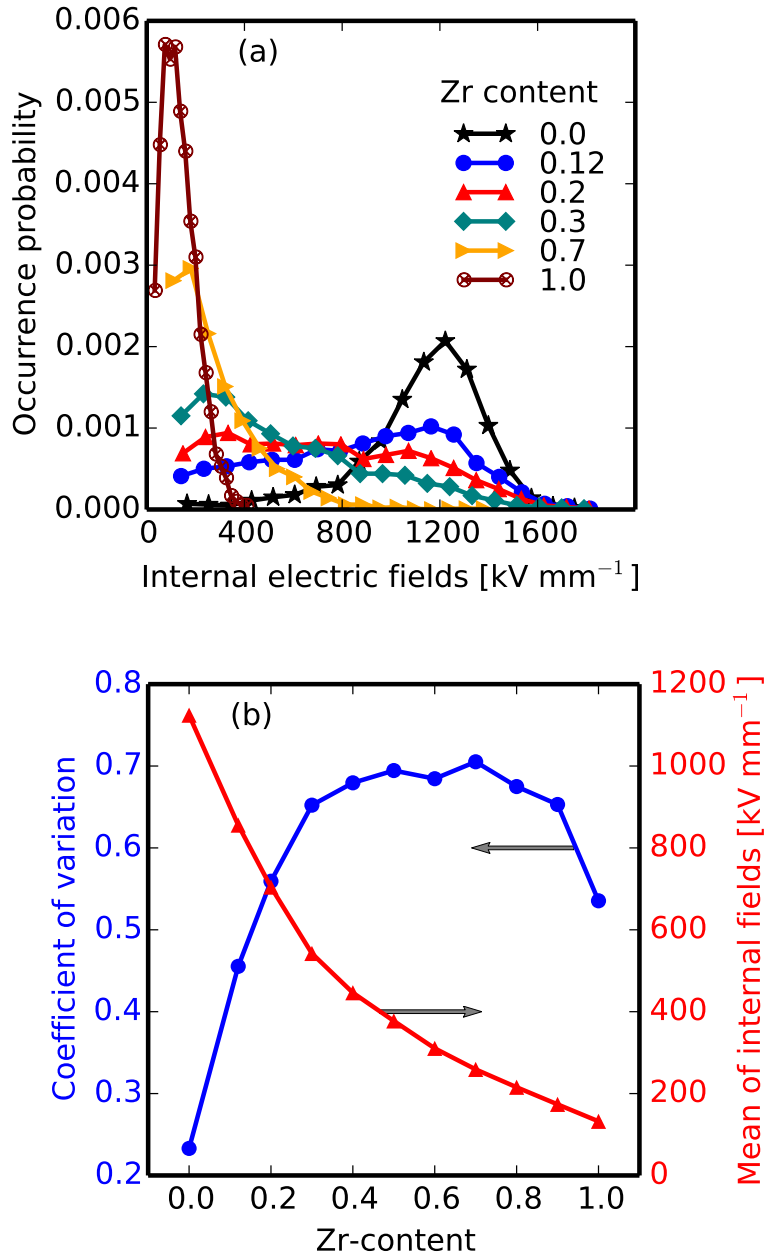 0.006
(a)
0.005
0.004
0.003
0.002
0.001
0.000
Occurrence probability
Zr content
0.0
0.12
0.2
0.3
0.7
1.0
0 400 800 1200 1600
Internal electric fields [kV mm⁻¹]
(b)
0.8
0.7
0.6
0.5
0.4
0.3
0.2
Coefficient of variation
1200
1000
800
600
400
200
0
Mean of internal fields [kV mm⁻¹]
0.0 0.2 0.4 0.6 0.8 1.0
Zr-content